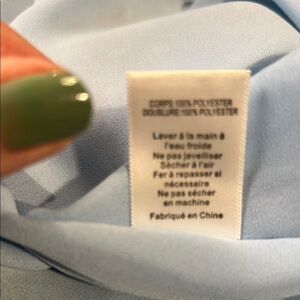 CORPS:100% POLYESTER
DOUBLURE:100% POLYESTER
Laver à la main à
l'eau froide
Ne pas javelliser
Sécher à l'air
Fer à repasser si
nécessaire
Ne pas sécher
en machine
Fabriqué en Chine